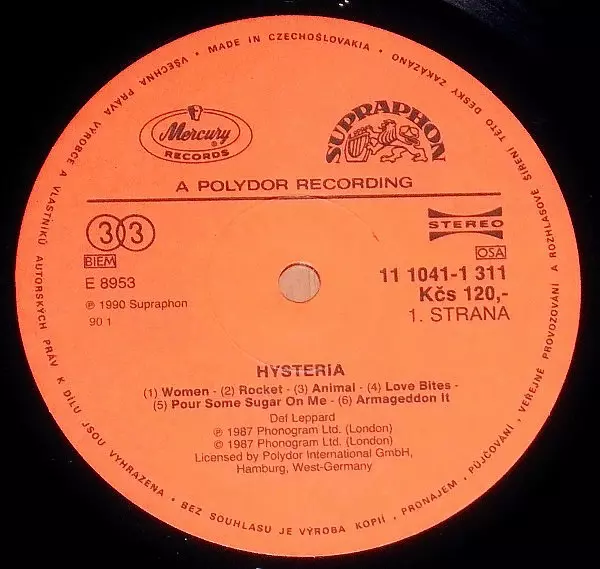 VŠECHNA PRÁVA VÝROBCE A VLASTNÍKŮ AUTORSKÝCH PRÁV K DÍLU JSOU VYHRAZENA • BEZ SOUHLASU JE VÝROBA KOPIÍ , PRONÁJEM , PŮJČOVÁNÍ , VEŘEJNÉ PROVOZOVÁNÍ A ROZHLASOVÉ ŠÍŘENÍ TÉTO DESKY ZAKÁZÁNO • MADE IN CZECHOŠLOVAKIA •
Mercury
RECORDS
SUPRAPHON
A POLYDOR RECORDING
33
STEREO
BIEM
OSA
E 8953
11 1041-1 311
Kčs 120,-
℗ 1990 Supraphon
1. STRANA
90 1
HYSTERIA
(1) Women - (2) Rocket - (3) Animal - (4) Love Bites -
(5) Pour Some Sugar On Me - (6) Armageddon It
Def Leppard
℗ 1987 Phonogram Ltd. (London)
© 1987 Phonogram Ltd. (London)
Licensed by Polydor International GmbH,
Hamburg, West-Germany